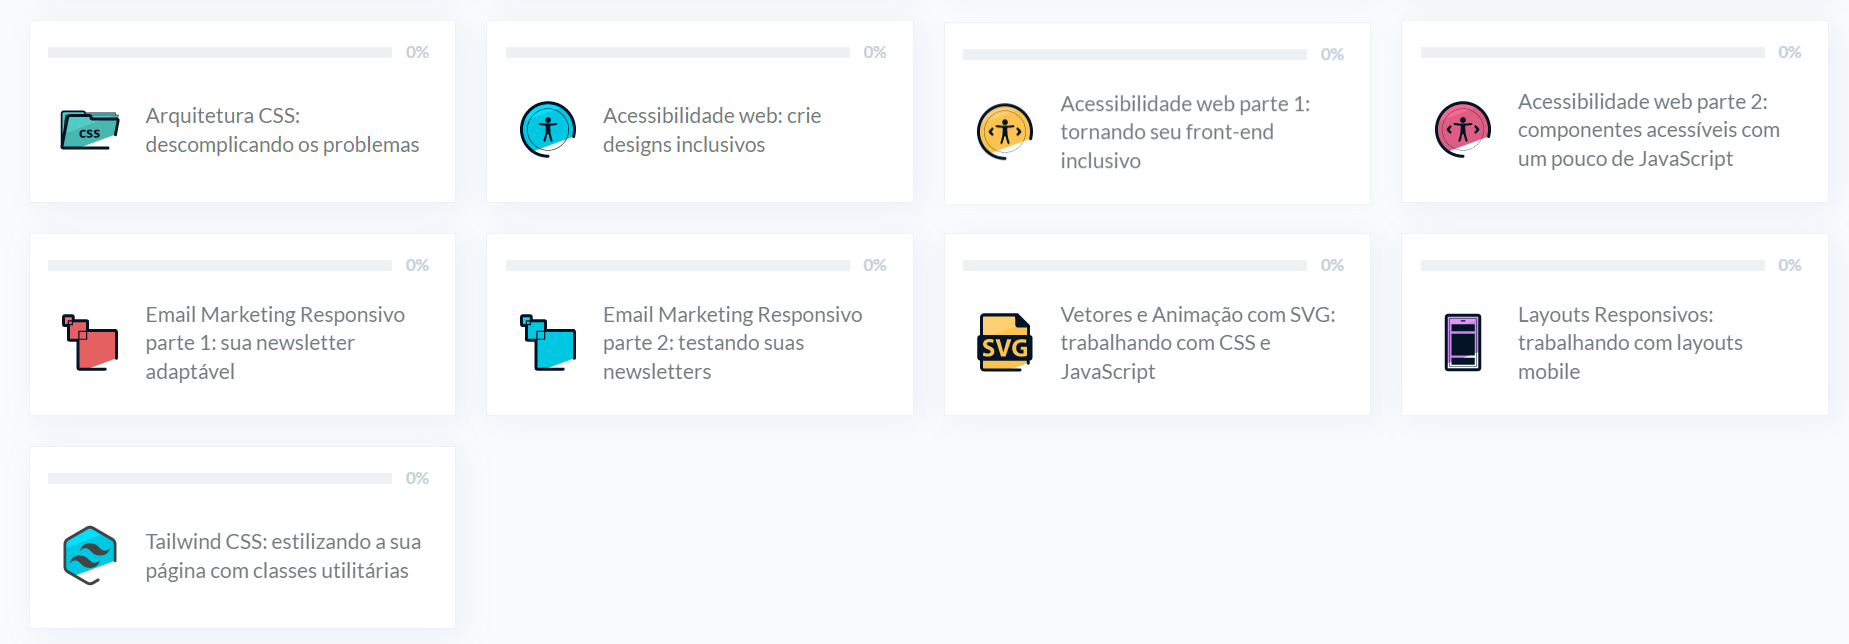 0%
CSS
Arquitetura CSS:
descomplicando os problemas
0%
Acessibilidade web: crie
designs inclusivos
0%
Acessibilidade web parte 1:
tornando seu front-end
inclusivo
0%
Acessibilidade web parte 2:
componentes acessíveis com
um pouco de JavaScript
0%
Email Marketing Responsivo
parte 1: sua newsletter
adaptável
0%
Email Marketing Responsivo
parte 2: testando suas
newsletters
0%
SVG
Vetores e Animação com SVG:
trabalhando com CSS e
JavaScript
0%
Layouts Responsivos:
trabalhando com layouts
mobile
0%
Tailwind CSS: estilizando a sua
página com classes utilitárias